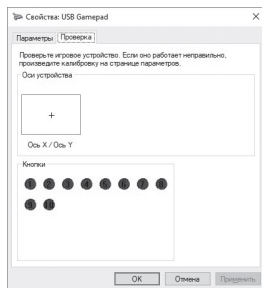 Свойства: USB Gamepad
Параметры Проверка
Проверьте игровое устройство. Если оно работает неправильно,
произведите калибровку на странице параметров.
Оси устройства
Ось X / Ось Y
Кнопки
1 2 3 4 5 6 7 8
9 10
OK Отмена Применить